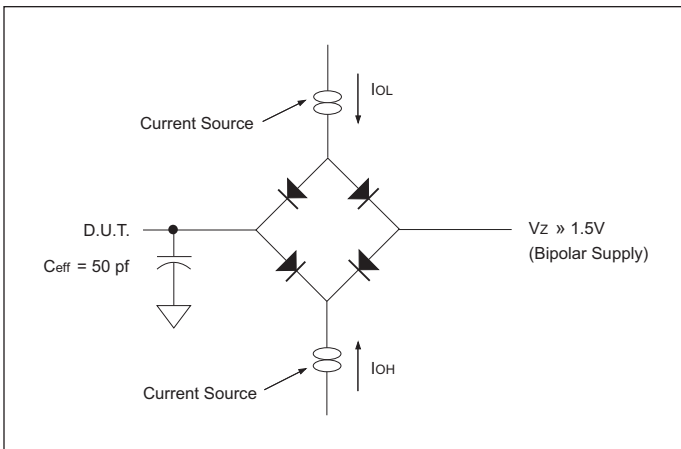 IOL
Current Source
D.U.T.
Ceff = 50 pf
VZ » 1.5V
(Bipolar Supply)
IOH
Current Source